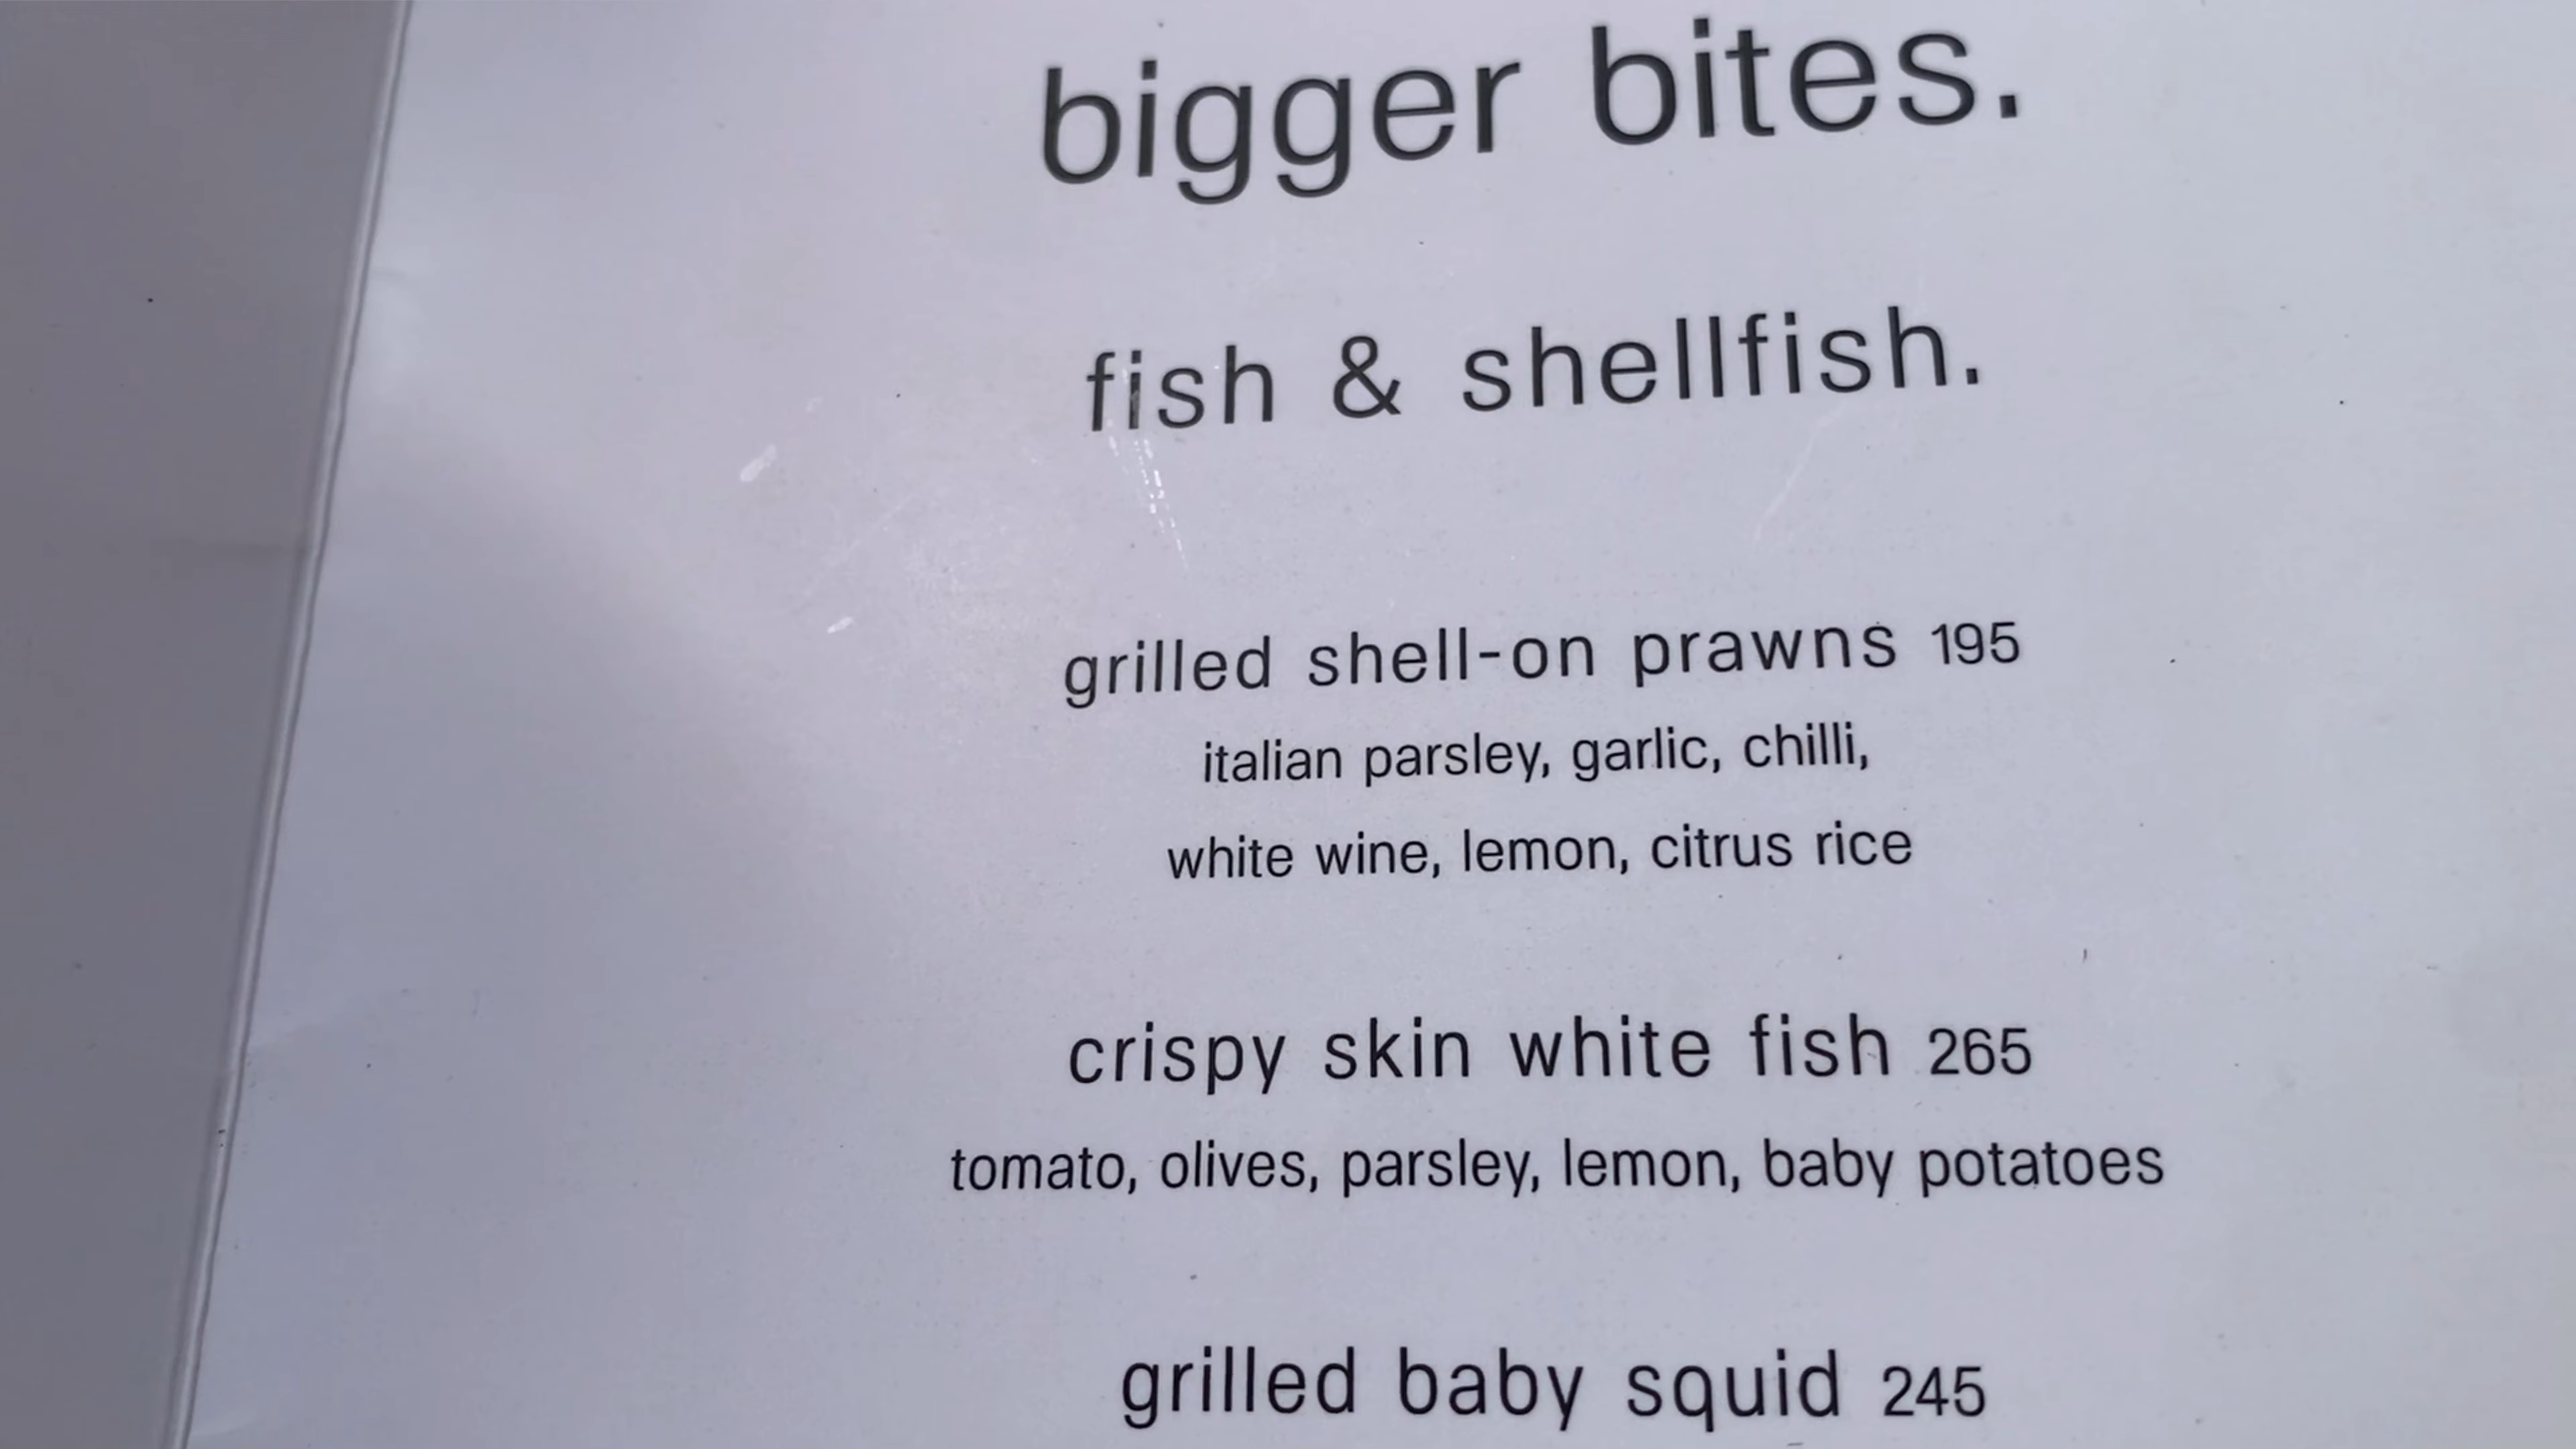 bigger bites.
fish & shellfish.
grilled shell-on prawns 195
italian parsley, garlic, chilli,
white wine, lemon, citrus rice
crispy skin white fish 265
tomato, olives, parsley, lemon, baby potatoes
grilled baby squid 245